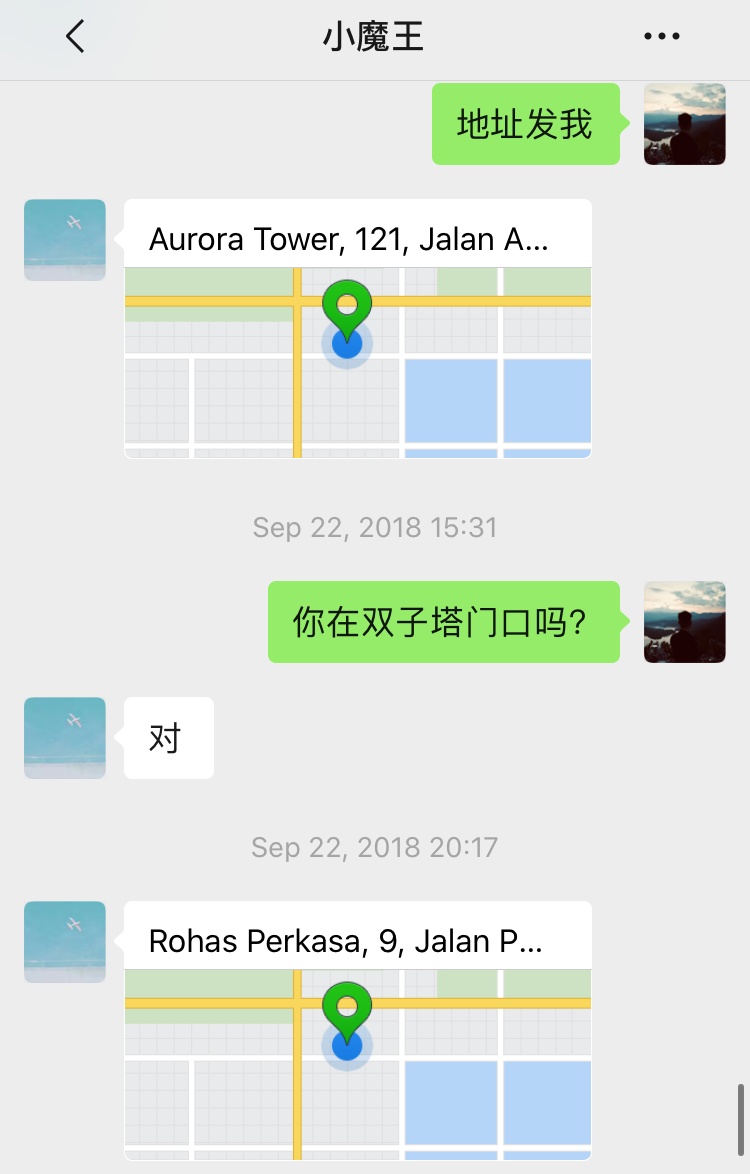 小魔王
地址发我
Aurora Tower, 121, Jalan A...
Sep 22, 2018 15:31
你在双子塔门口吗?
对
Sep 22, 2018 20:17
Rohas Perkasa, 9, Jalan P...